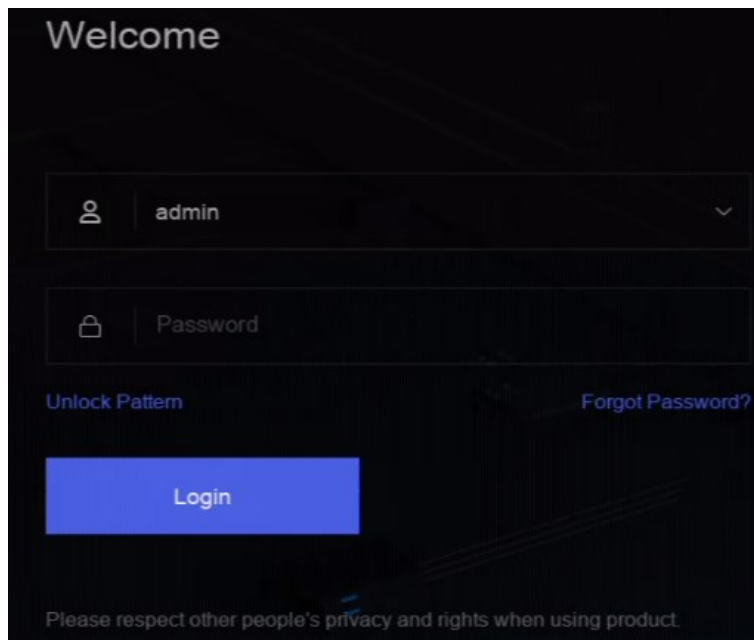 Welcome
admin
Password
Unlock Pattern
Forgot Password?
Login
Please respect other people's privacy and rights when using product.